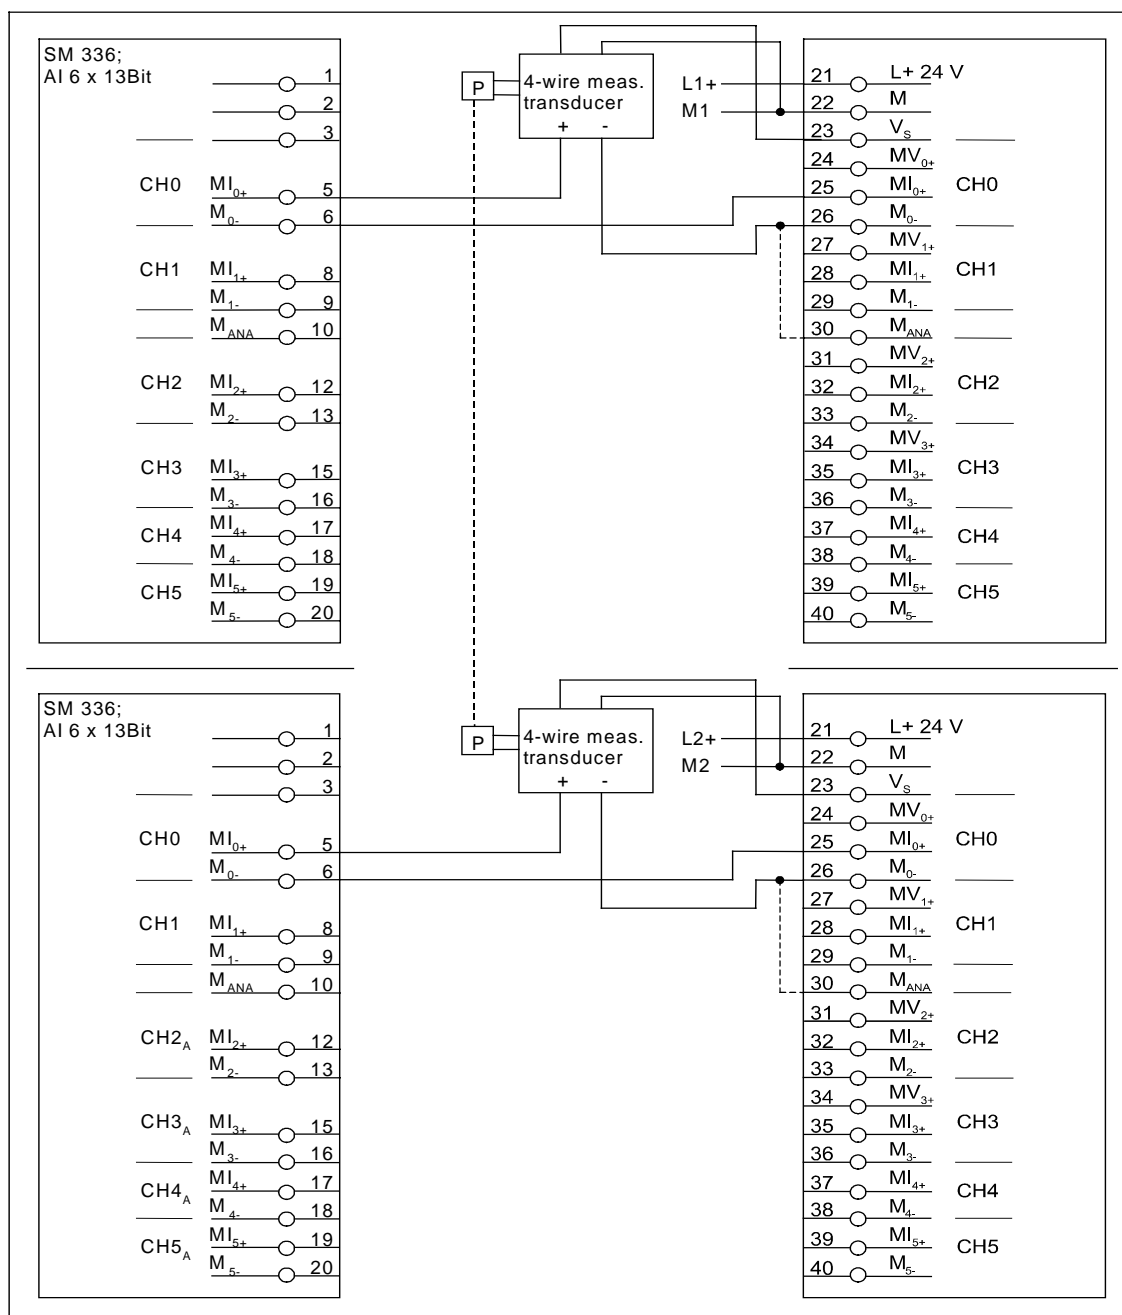 SM 336;
AI 6 x 13Bit
1
2
3
CH0 MI0+ 5
M0- 6
CH1 MI1+ 8
M1- 9
MANA 10
CH2 MI2+ 12
M2- 13
CH3 MI3+ 15
M3- 16
CH4 MI4+ 17
M4- 18
CH5 MI5+ 19
M5- 20
P
4-wire meas.
transducer
+ -
L1+
M1
21 L+ 24 V
22 M
23 VS
24 MV0+
25 MI0+ CH0
26 M0-
27 MV1+
28 MI1+ CH1
29 M1-
30 MANA
31 MV2+
32 MI2+ CH2
33 M2-
34 MV3+
35 MI3+ CH3
36 M3-
37 MI4+ CH4
38 M4-
39 MI5+ CH5
40 M5-
SM 336;
AI 6 x 13Bit
1
2
3
CH0 MI0+ 5
M0- 6
CH1 MI1+ 8
M1- 9
MANA 10
CH2A MI2+ 12
M2- 13
CH3A MI3+ 15
M3- 16
CH4A MI4+ 17
M4- 18
CH5A MI5+ 19
M5- 20
P
4-wire meas.
transducer
+ -
L2+
M2
21 L+ 24 V
22 M
23 VS
24 MV0+
25 MI0+ CH0
26 M0-
27 MV1+
28 MI1+ CH1
29 M1-
30 MANA
31 MV2+
32 MI2+ CH2
33 M2-
34 MV3+
35 MI3+ CH3
36 M3-
37 MI4+ CH4
38 M4-
39 MI5+ CH5
40 M5-